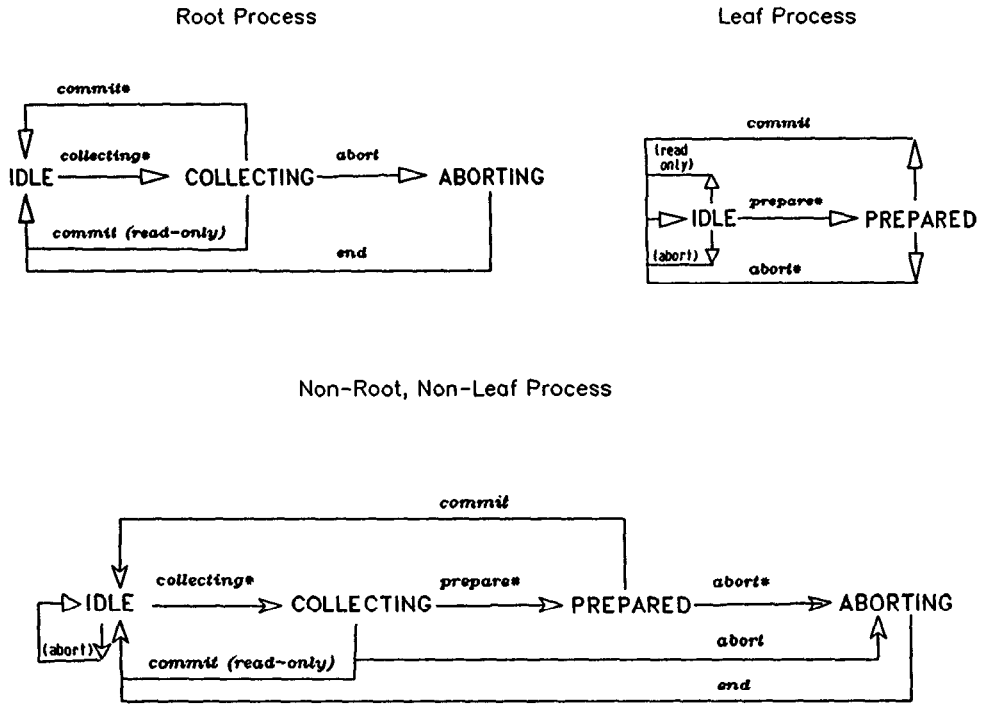 Root Process
commit*
collecting*
abort
IDLE
COLLECTING
ABORTING
commit (read-only)
end
Leaf Process
commit
(read
only)
prepare*
IDLE
PREPARED
(abort)
abort*
Non-Root, Non-Leaf Process
commit
collecting*
prepare*
abort*
IDLE
COLLECTING
PREPARED
ABORTING
(abort)
commit (read-only)
abort
end